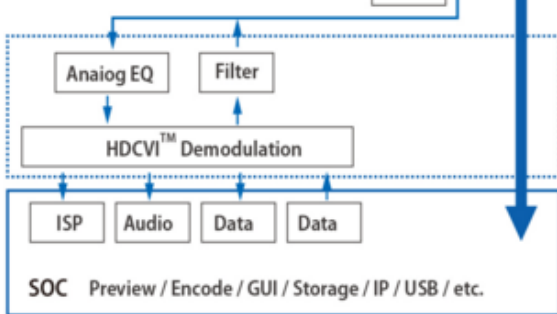 Anaiog EQ
Filter
HDCVI™ Demodulation
ISP
Audio
Data
Data
SOC Preview / Encode / GUI / Storage / IP / USB / etc.